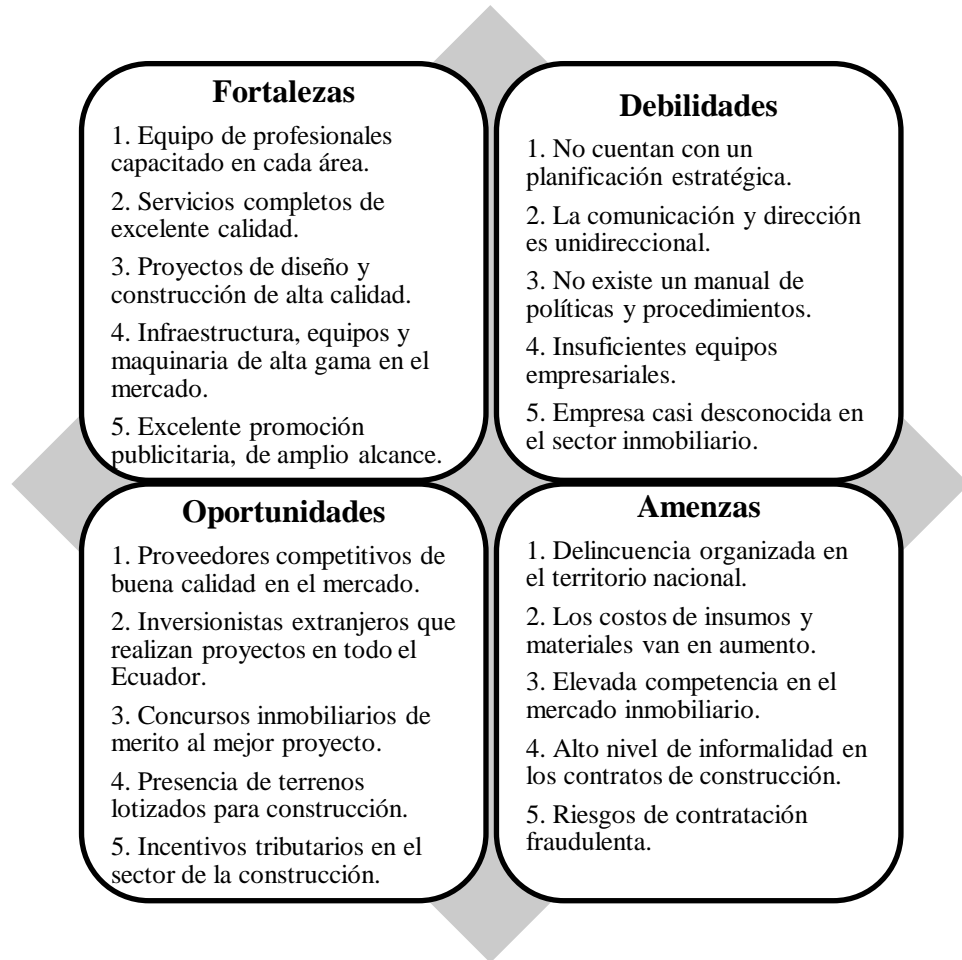 Fortalezas
1. Equipo de profesionales
capacitado en cada área.
2. Servicios completos de
excelente calidad.
3. Proyectos de diseño y
construcción de alta calidad.
4. Infraestructura, equipos y
maquinaria de alta gama en el
mercado.
5. Excelente promoción
publicitaria, de amplio alcance.
Debilidades
1. No cuentan con un
planificación estratégica.
2. La comunicación y dirección
es unidireccional.
3. No existe un manual de
políticas y procedimientos.
4. Insuficientes equipos
empresariales.
5. Empresa casi desconocida en
el sector inmobiliario.
Oportunidades
1. Proveedores competitivos de
buena calidad en el mercado.
2. Inversionistas extranjeros que
realizan proyectos en todo el
Ecuador.
3. Concursos inmobiliarios de
merito al mejor proyecto.
4. Presencia de terrenos
lotizados para construcción.
5. Incentivos tributarios en el
sector de la construcción.
Amenzas
1. Delincuencia organizada en
el territorio nacional.
2. Los costos de insumos y
materiales van en aumento.
3. Elevada competencia en el
mercado inmobiliario.
4. Alto nivel de informalidad en
los contratos de construcción.
5. Riesgos de contratación
fraudulenta.